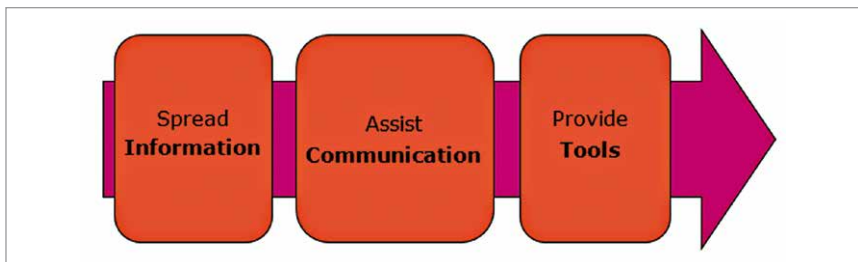 Spread
Information
Assist
Communication
Provide
Tools